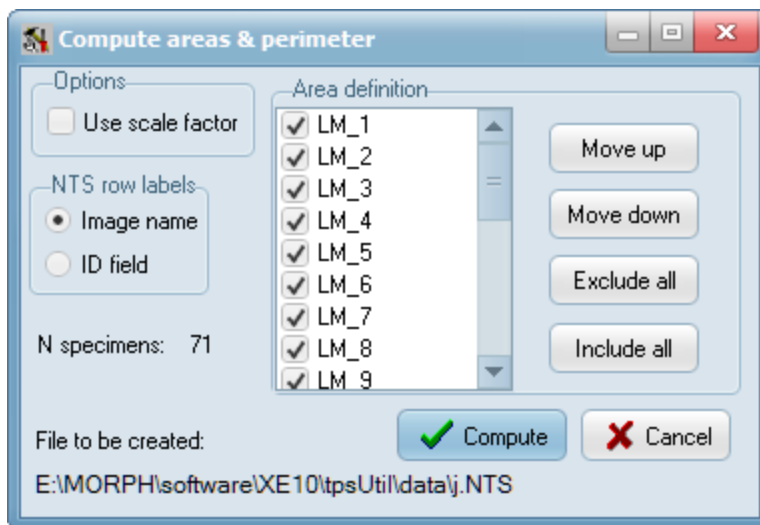 Compute areas & perimeter
Options
Use scale factor
NTS row labels
Image name
ID field
N specimens: 71
Area definition
LM_1
LM_2
LM_3
LM_4
LM_5
LM_6
LM_7
LM_8
LM_9
Move up
Move down
Exclude all
Include all
File to be created:
Compute
Cancel
E:\MORPH\software\XE10\tpsUtil\data\j.NTS